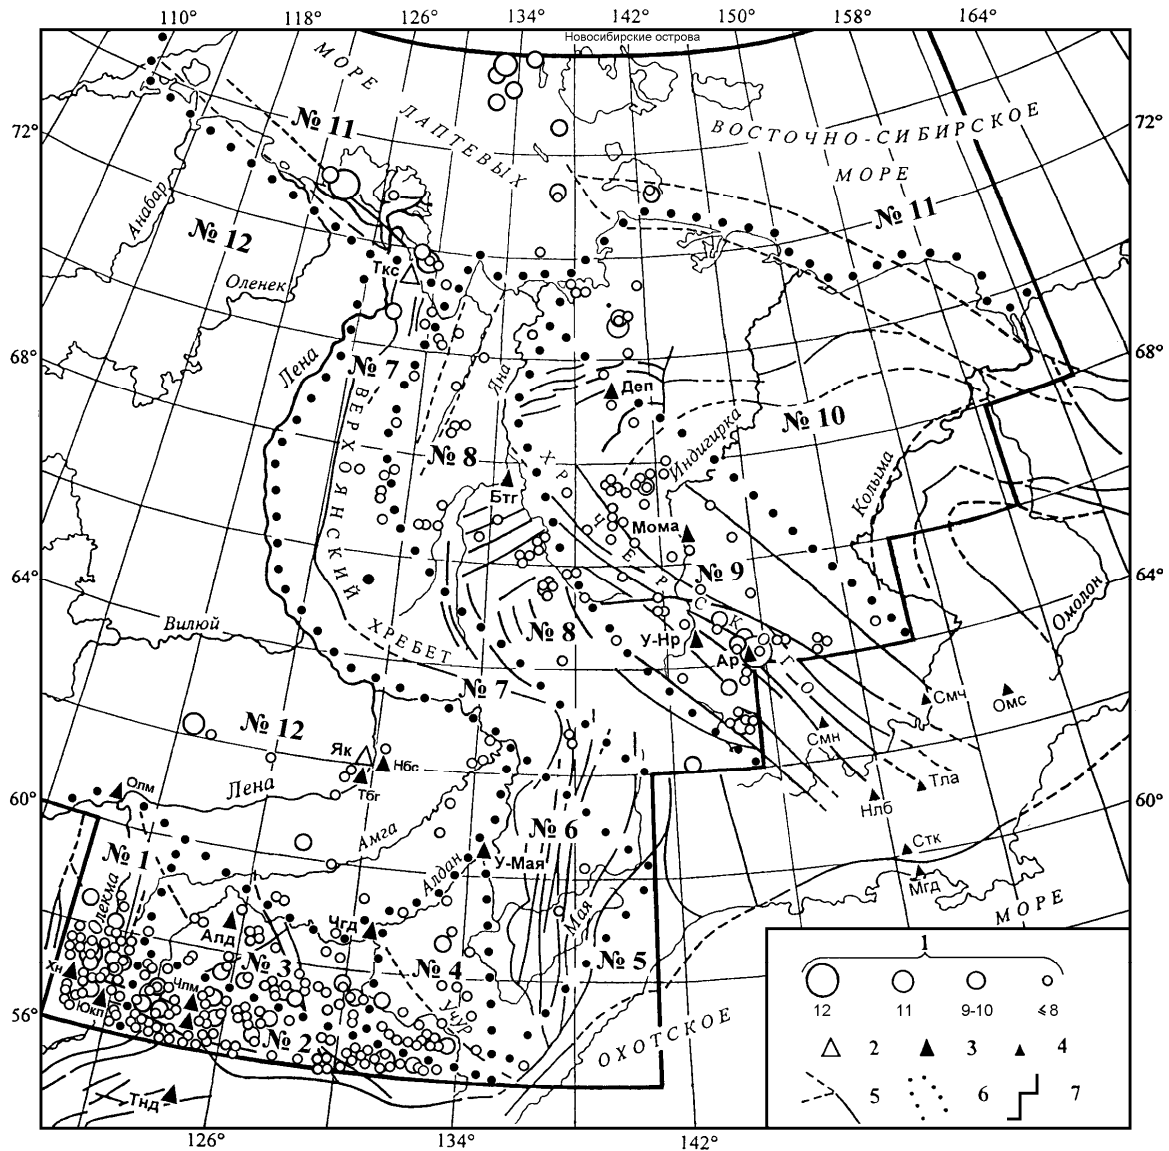 110° 118° 126° 134° 142° 150° 158° 164°
Новосибирские острова
МОРЕ ЛАПТЕВЫХ
ВОСТОЧНО-СИБИРСКОЕ
МОРЕ
72°
72°
№ 11
№ 11
Анабар
№ 12
Оленек
Ткс
68°
68°
Лена
№ 7
Яна
Деп
Индигирка
№ 10
ВЕРХОЯНСКИЙ
ХРЕБЕТ
№ 8
Бтг
ХР. ЧЕРСКОГО
Колыма
Мома
№ 9
64°
64°
Омолон
Вилюй
№ 8
У-Нр
Ар
№ 7
Смч
Омс
№ 12
Смн
Як
Нбс
Тбг
Тла
Нлб
Лена
Олм
60°
60°
Амга
№ 6
Стк
№ 1
Алдан
У-Мая
Мгд
Олекма
Чгд
Мая
МОРЕ
Алд
№ 3
№ 4
№ 5
Хн
Чпм
Юкп
Учур
56°
№ 2
ОХОТСКОЕ
Тнд
1
12 11 9-10 ⩽8
2 3 4
5 6 7
126° 134° 142°